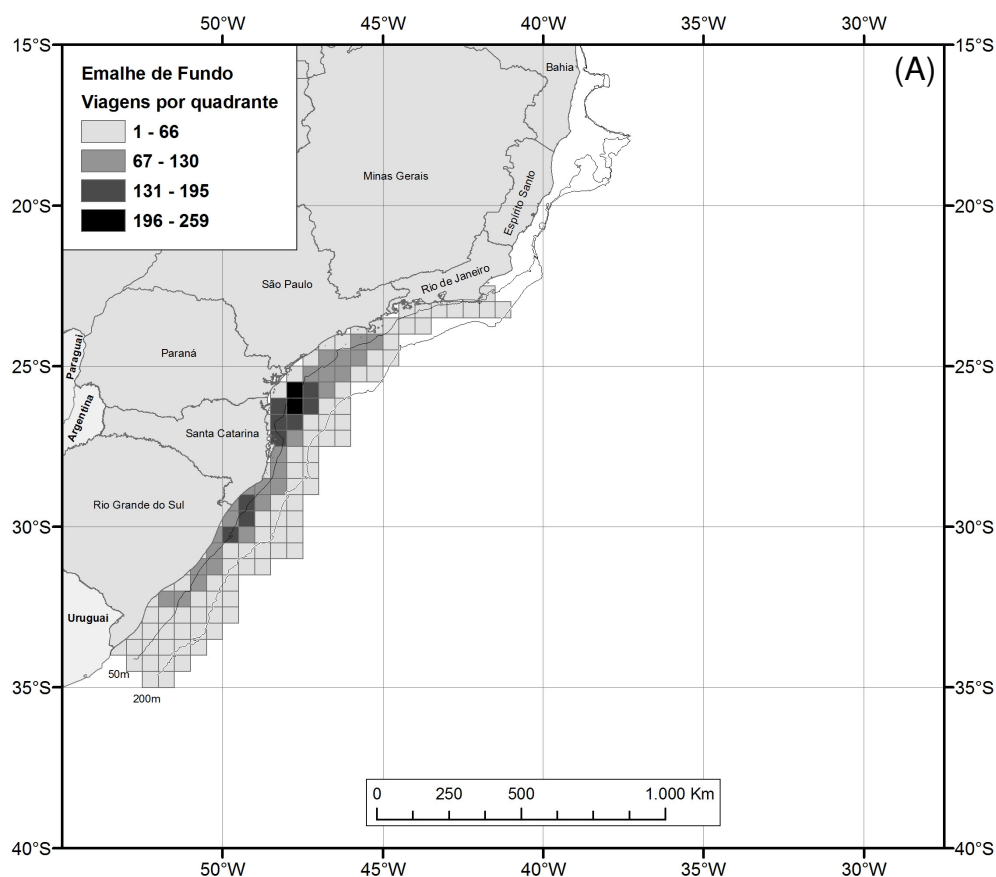 50°W 45°W 40°W 35°W 30°W
15°S 15°S
(A)
Emalhe de Fundo
Viagens por quadrante
1 - 66
67 - 130
131 - 195
196 - 259
Bahia
Minas Gerais
Espírito Santo
20°S 20°S
Rio de Janeiro
São Paulo
Paraguai
Paraná
25°S 25°S
Argentina
Santa Catarina
Rio Grande do Sul
30°S 30°S
Uruguai
50m
35°S 35°S
200m
0 250 500 1.000 Km
40°S 40°S
50°W 45°W 40°W 35°W 30°W